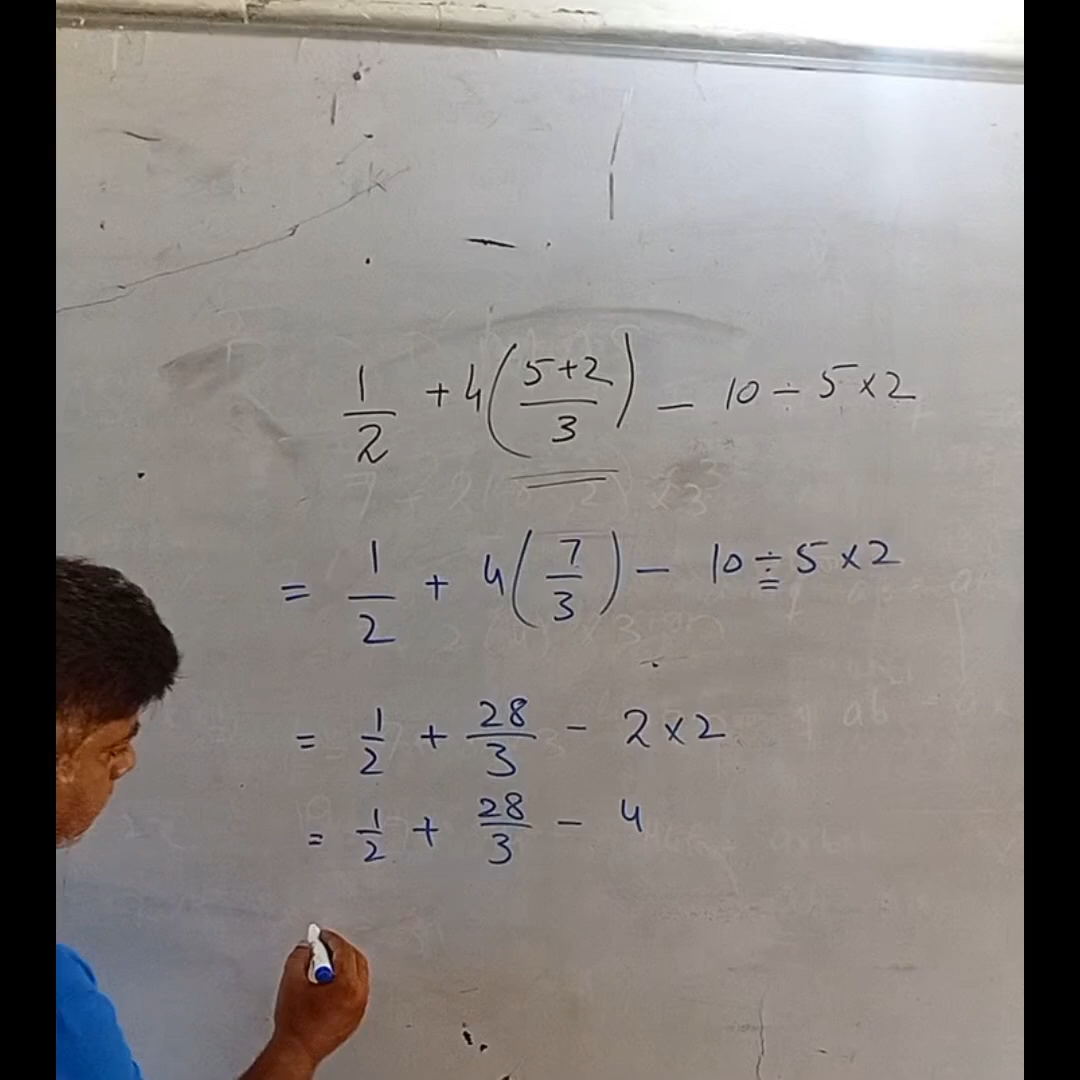 1/2 + 4(5+2/3) - 10 ÷ 5 × 2
= 1/2 + 4(7/3) - 10 ÷ 5 × 2
= 1/2 + 28/3 - 2 × 2
= 1/2 + 28/3 - 4